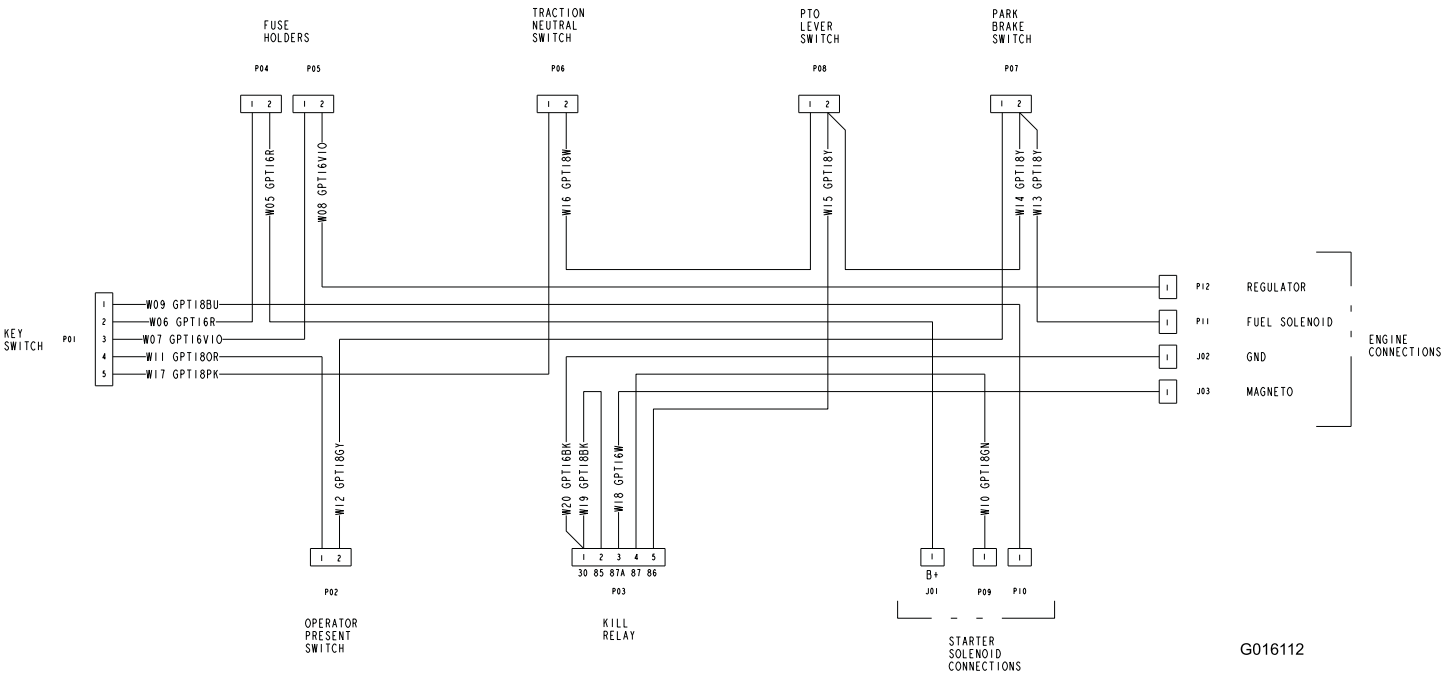 FUSE
HOLDERS
TRACTION
NEUTRAL
SWITCH
PTO
LEVER
SWITCH
PARK
BRAKE
SWITCH
P04
P05
P06
P08
P07
1 2
1 2
1 2
1 2
1 2
W05 GPT16R
W08 GPT16VIO
W16 GPT18W
W15 GPT18Y
W14 GPT18Y
W13 GPT18Y
KEY
SWITCH
P01
1
2
3
4
5
W09 GPT18BU
W06 GPT16R
W07 GPT16VIO
W11 GPT18OR
W17 GPT18PK
1
P12
REGULATOR
1
P11
FUEL SOLENOID
1
J02
GND
1
J03
MAGNETO
ENGINE
CONNECTIONS
W12 GPT18GY
W20 GPT16BK
W19 GPT18BK
W18 GPT16W
W10 GPT18GN
1 2
P02
OPERATOR
PRESENT
SWITCH
1 2 3 4 5
30 85 87A 87 86
P03
KILL
RELAY
1
B+
J01
1
P09
1
P10
STARTER
SOLENOID
CONNECTIONS
G016112